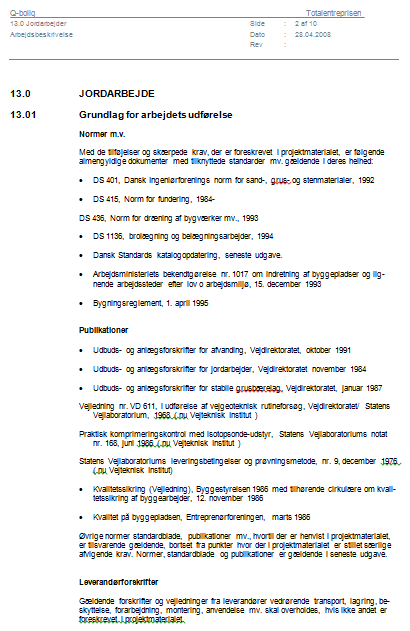 Q-bolig Totalentreprisen
13.0 Jordarbejder Side : 2 af 10
Arbejdsbeskrivelse Dato : 28.04.2008
Rev :
13.0 JORDARBEJDE
13.01 Grundlag for arbejdets udførelse
Normer m.v.
Med de tilføjelser og skærpede krav, der er foreskrevet i projektmaterialet, er følgende
almengyldige dokumenter med tilknyttede standarder mv. gældende i deres helhed:
• DS 401, Dansk Ingeniørforenings norm for sand-, grus- og stenmaterialer, 1992
• DS 415, Norm for fundering, 1984-
DS 436, Norm for dræning af bygværker mv., 1993
• DS 1136, brolægning og belægningsarbejder, 1994
• Dansk Standards katalogopdatering, seneste udgave.
• Arbejdsministeriets bekendtgørelse nr. 1017 om indretning af byggepladser og lig-
nende arbejdssteder efter lov o arbejdsmiljø, 15. december 1993
• Bygningsreglement, 1. april 1995
Publikationer
• Udbuds- og anlægsforskrifter for afvanding, Vejdirektoratet, oktober 1991
• Udbuds- og anlægsforskrifter for jordarbejder, Vejdirektoratet november 1984
• Udbuds- og anlægsforskrifter for stabile grusbærelag, Vejdirektoratet, januar 1987
Vejledning nr. VD 611, i udførelse af vejgeoteknisk rutineforsøg, Vejdirektoratet/ Statens
Vejlaboratorium, 1968 ( nu Vejteknisk Institut )
Praktisk komprimeringskontrol med isotopsonde-udstyr, Statens Vejlaboratoriums notat
nr. 168, juni 1986 ( nu Vejteknisk Institut )
Statens Vejlaboratoriums leveringsbetingelser og prøvningsmetode, nr. 9, december 1976,
( nu Vejteknisk Institut)
• Kvalitetssikring (Vejledning), Byggestyrelsen 1986 med tilhørende cirkulære om kvali-
tetssikring af byggearbejder, 12. november 1986
• Kvalitet på byggepladsen, Entreprenørforeningen, marts 1986
Øvrige normer standardblade, publikationer mv., hvortil der er henvist i projektmaterialet,
er tilsvarende gældende, bortset fra punkter hvor der i projektmaterialet er stillet særlige
afvigende krav. Normer, standardblade og publikationer er gældende i seneste udgave.
Leverandørforskrifter
Gældende forskrifter og vejledninger fra leverandører vedrørende transport, lagring, be-
skyttelse, forarbejdning, montering, anvendelse mv. skal overholdes, hvis ikke andet er
foreskrevet i projektmaterialet.